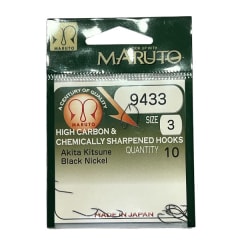 MARUTO
A CENTURY OF QUALITY
MARUTO
9433
SIZE 3
HIGH CARBON &
CHEMICALLY SHARPENED HOOKS
Akita Kitsune
QUANTITY 10
Black Nickel
MADE IN JAPAN